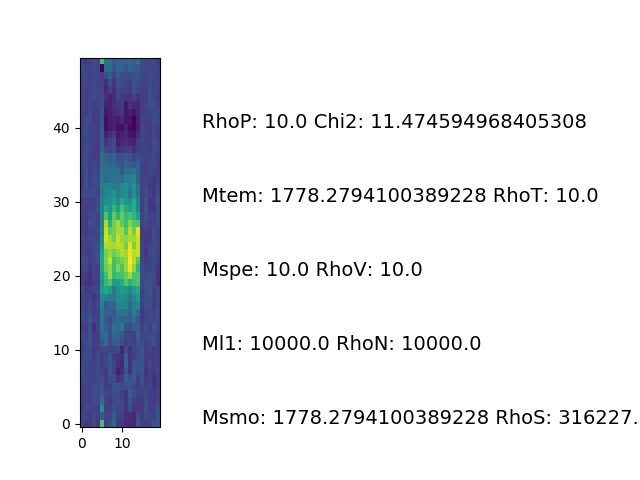 RhoP: 10.0 Chi2: 11.474594968405308
40
Mtem: 1778.2794100389228 RhoT: 10.0
30
Mspe: 10.0 RhoV: 10.0
20
Ml1: 10000.0 RhoN: 10000.0
10
Msmo: 1778.2794100389228 RhoS: 316227.
0
0 10